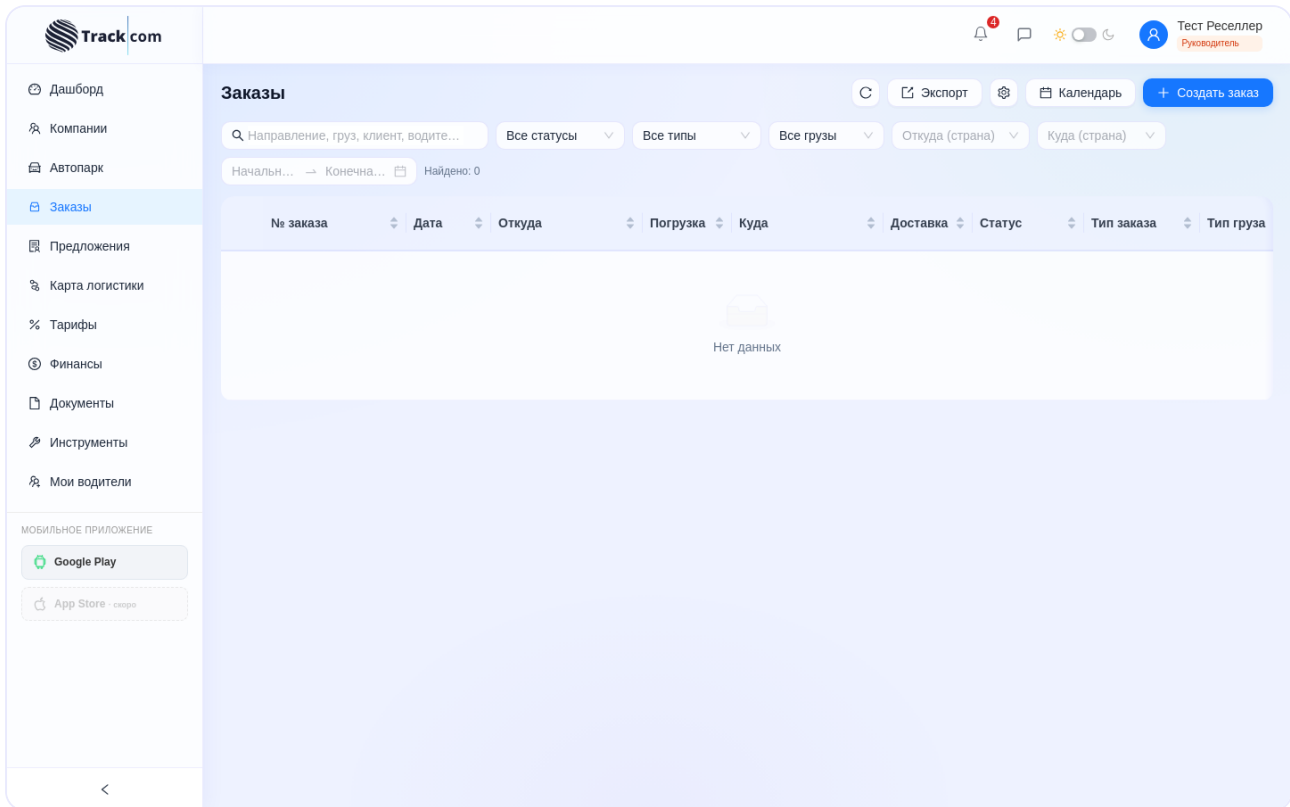 Track com
4
Тест Реселлер
Руководитель
Дашборд
Компании
Автопарк
Заказы
Предложения
Карта логистики
Тарифы
Финансы
Документы
Инструменты
Мои водители
МОБИЛЬНОЕ ПРИЛОЖЕНИЕ
Google Play
App Store · скоро
Заказы
Экспорт
Календарь
Создать заказ
Направление, груз, клиент, водите…
Все статусы
Все типы
Все грузы
Откуда (страна)
Куда (страна)
Начальн…
Конечна…
Найдено: 0
№ заказа Дата Откуда Погрузка Куда Доставка Статус Тип заказа Тип груза
Нет данных